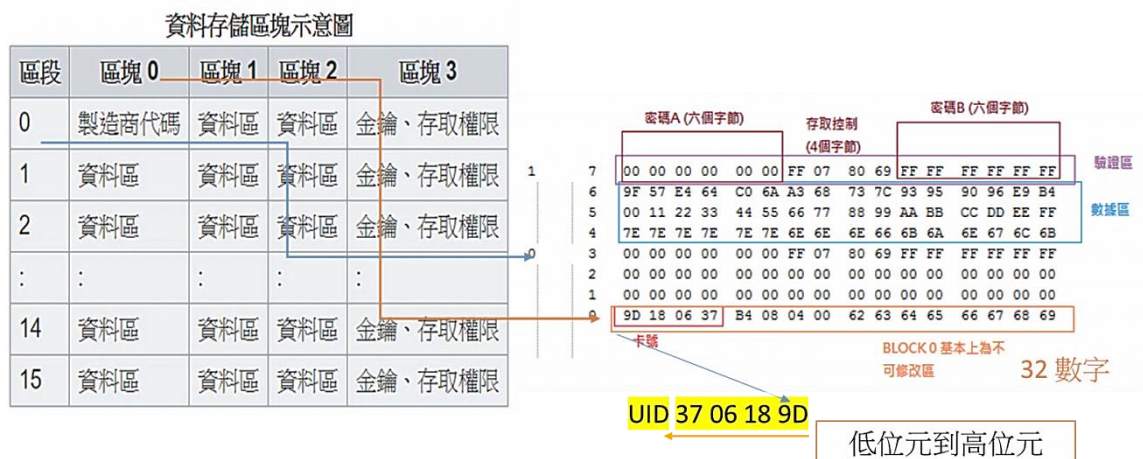 資料存儲區塊示意圖
區段 區塊 0 區塊 1 區塊 2 區塊 3
0 製造商代碼 資料區 資料區 金鑰、存取權限
1 資料區 資料區 資料區 金鑰、存取權限
2 資料區 資料區 資料區 金鑰、存取權限
: : : : :
14 資料區 資料區 資料區 金鑰、存取權限
15 資料區 資料區 資料區 金鑰、存取權限
密碼A (六個字節)
存取控制
(4個字節)
密碼B (六個字節)
1 7 00 00 00 00 00 00 FF 07 80 69 FF FF FF FF FF FF
驗證區
6 9F 57 E4 64 C0 6A A3 68 73 7C 93 95 90 96 E9 B4
5 00 11 22 33 44 55 66 77 88 99 AA BB CC DD EE FF
數據區
4 7E 7E 7E 7E 7E 7E 6E 6E 6E 66 6B 6A 6E 67 6C 6B
0 3 00 00 00 00 00 00 FF 07 80 69 FF FF FF FF FF FF
2 00 00 00 00 00 00 00 00 00 00 00 00 00 00 00 00
1 00 00 00 00 00 00 00 00 00 00 00 00 00 00 00 00
0 9D 18 06 37 B4 08 04 00 62 63 64 65 66 67 68 69
卡號
BLOCK 0 基本上為不
可修改區
32 數字
UID 37 06 18 9D
低位元到高位元